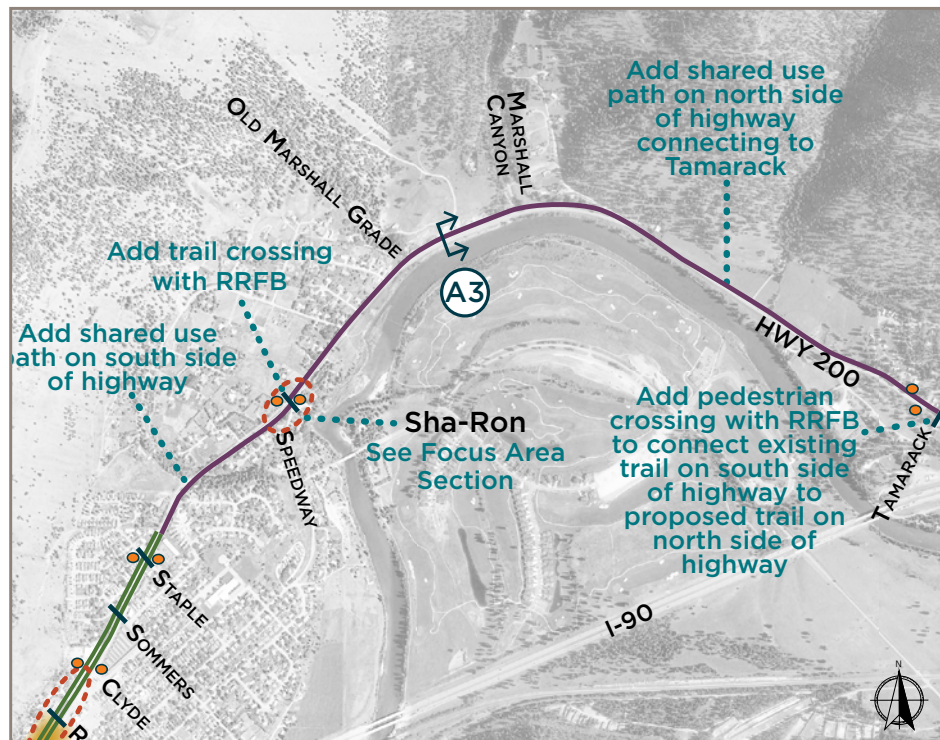 Add shared use
path on north side
of highway
connecting to
Tamarack
MARSHALL
CANYON
OLD MARSHALL GRADE
Add trail crossing
with RRFB
A3
Add shared use
path on south side
of highway
HWY 200
Sha-Ron
See Focus Area
Section
SPEEDWAY
Add pedestrian
crossing with RRFB
to connect existing
trail on south side
of highway to
proposed trail on
north side of
highway
TAMARACK
STAPLE
SOMMERS
CLYDE
I-90
N
R